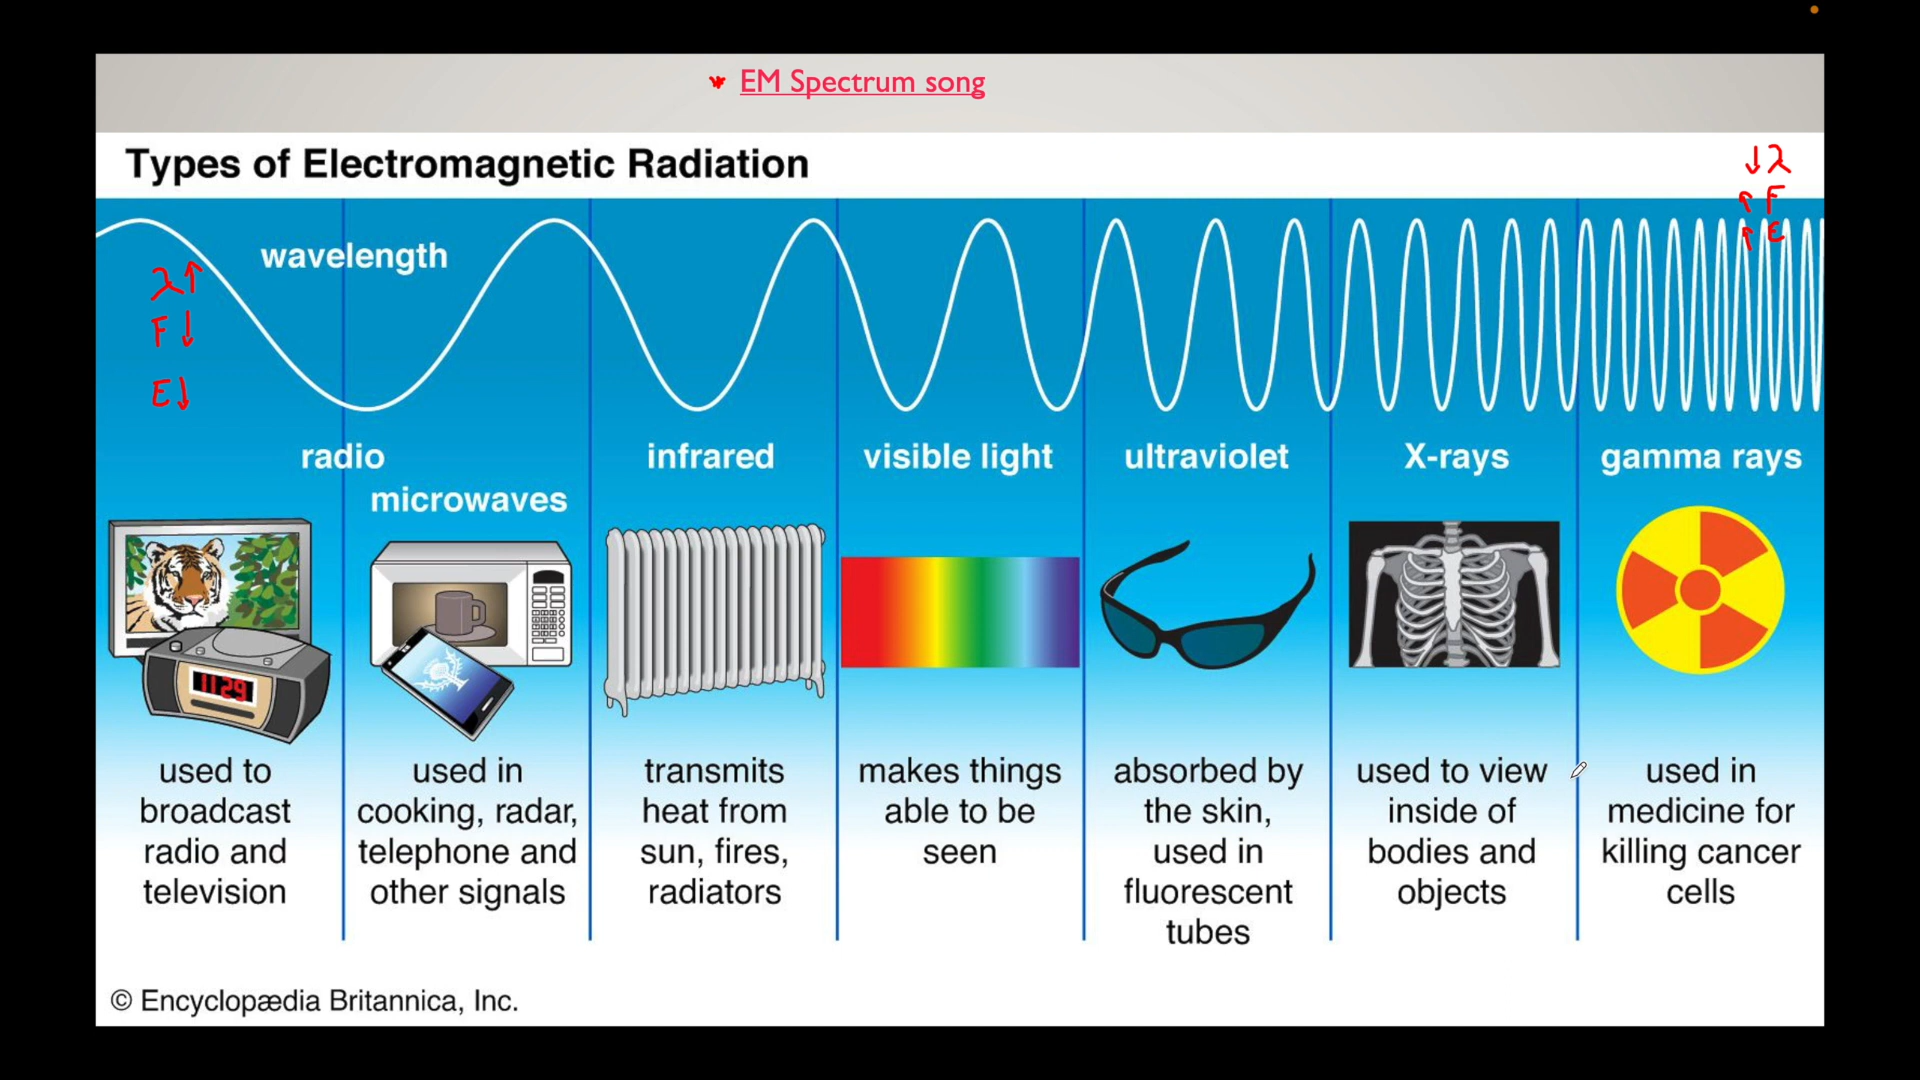 EM Spectrum song
Types of Electromagnetic Radiation
↓λ
↑ F
↑ E
wavelength
λ↑
F↓
E↓
radio
microwaves
infrared
visible light
ultraviolet
X-rays
gamma rays
11:29
used to
broadcast
radio and
television
used in
cooking, radar,
telephone and
other signals
transmits
heat from
sun, fires,
radiators
makes things
able to be
seen
absorbed by
the skin,
used in
fluorescent
tubes
used to view
inside of
bodies and
objects
used in
medicine for
killing cancer
cells
© Encyclopædia Britannica, Inc.